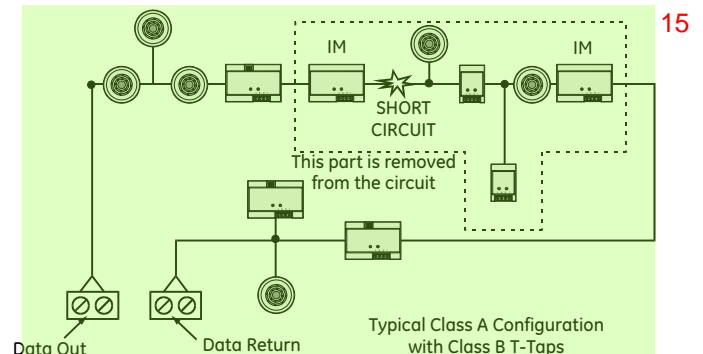 15
IM
IM
SHORT
CIRCUIT
This part is removed
from the circuit
Typical Class A Configuration
with Class B T-Taps
Data Out
Data Return